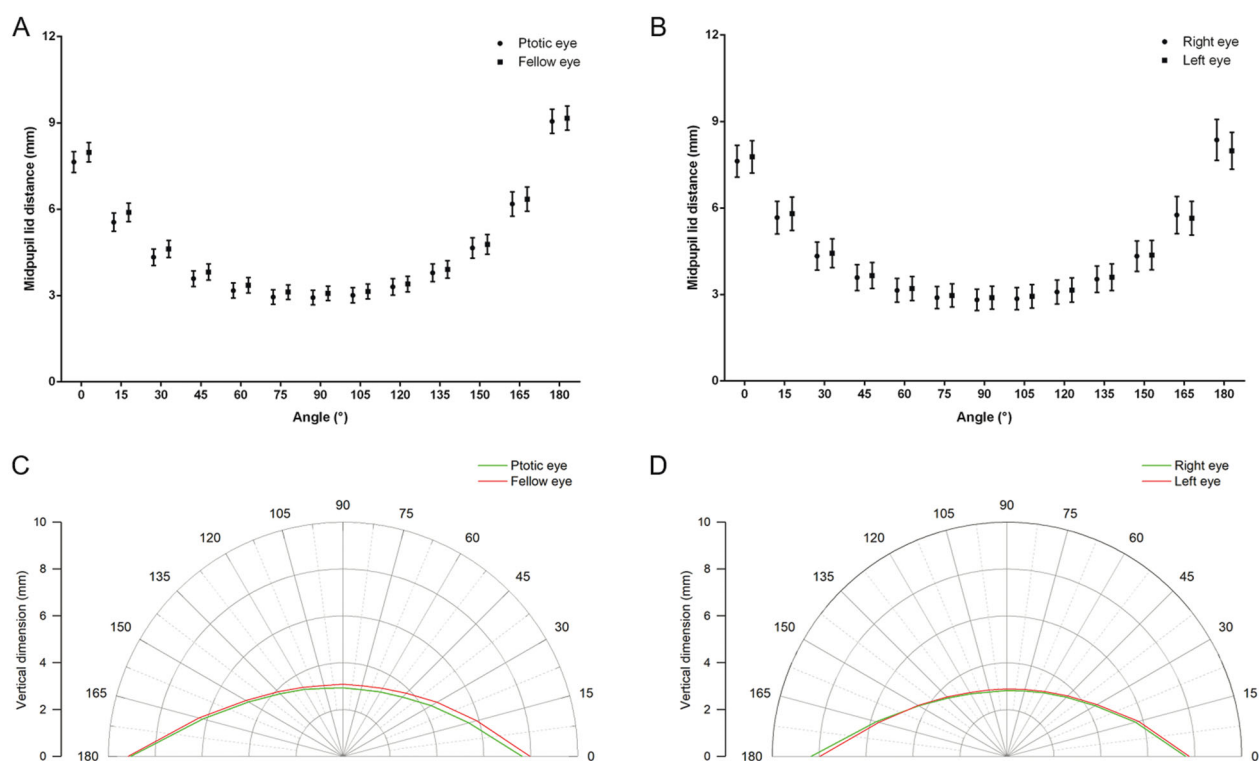 A
Ptotic eye
Fellow eye
Midpupil lid distance (mm)
12
9
6
3
0
0 15 30 45 60 75 90 105 120 135 150 165 180
Angle (°)
B
Right eye
Left eye
Midpupil lid distance (mm)
12
9
6
3
0
0 15 30 45 60 75 90 105 120 135 150 165 180
Angle (°)
C
Ptotic eye
Fellow eye
Vertical dimension (mm)
10
8
6
4
2
0
180 165 150 135 120 105 90 75 60 45 30 15 0
D
Right eye
Left eye
Vertical dimension (mm)
10
8
6
4
2
0
180 165 150 135 120 105 90 75 60 45 30 15 0